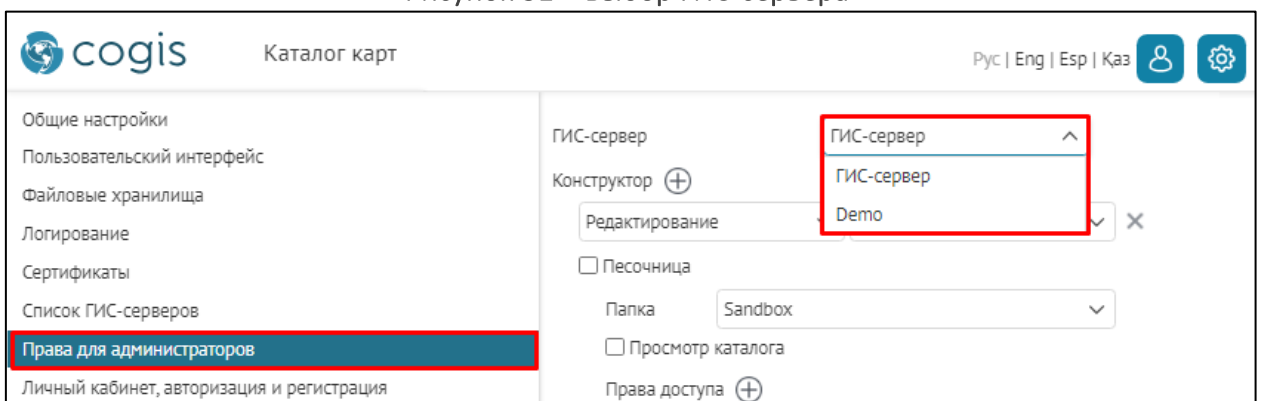 cogis Каталог карт Рус | Eng | Esp | Қаз
Общие настройки
Пользовательский интерфейс
Файловые хранилища
Логирование
Сертификаты
Список ГИС-серверов
Права для администраторов
Личный кабинет, авторизация и регистрация
ГИС-сервер ГИС-сервер
ГИС-сервер
Конструктор
Demo
Редактирование
Песочница
Папка Sandbox
Просмотр каталога
Права доступа